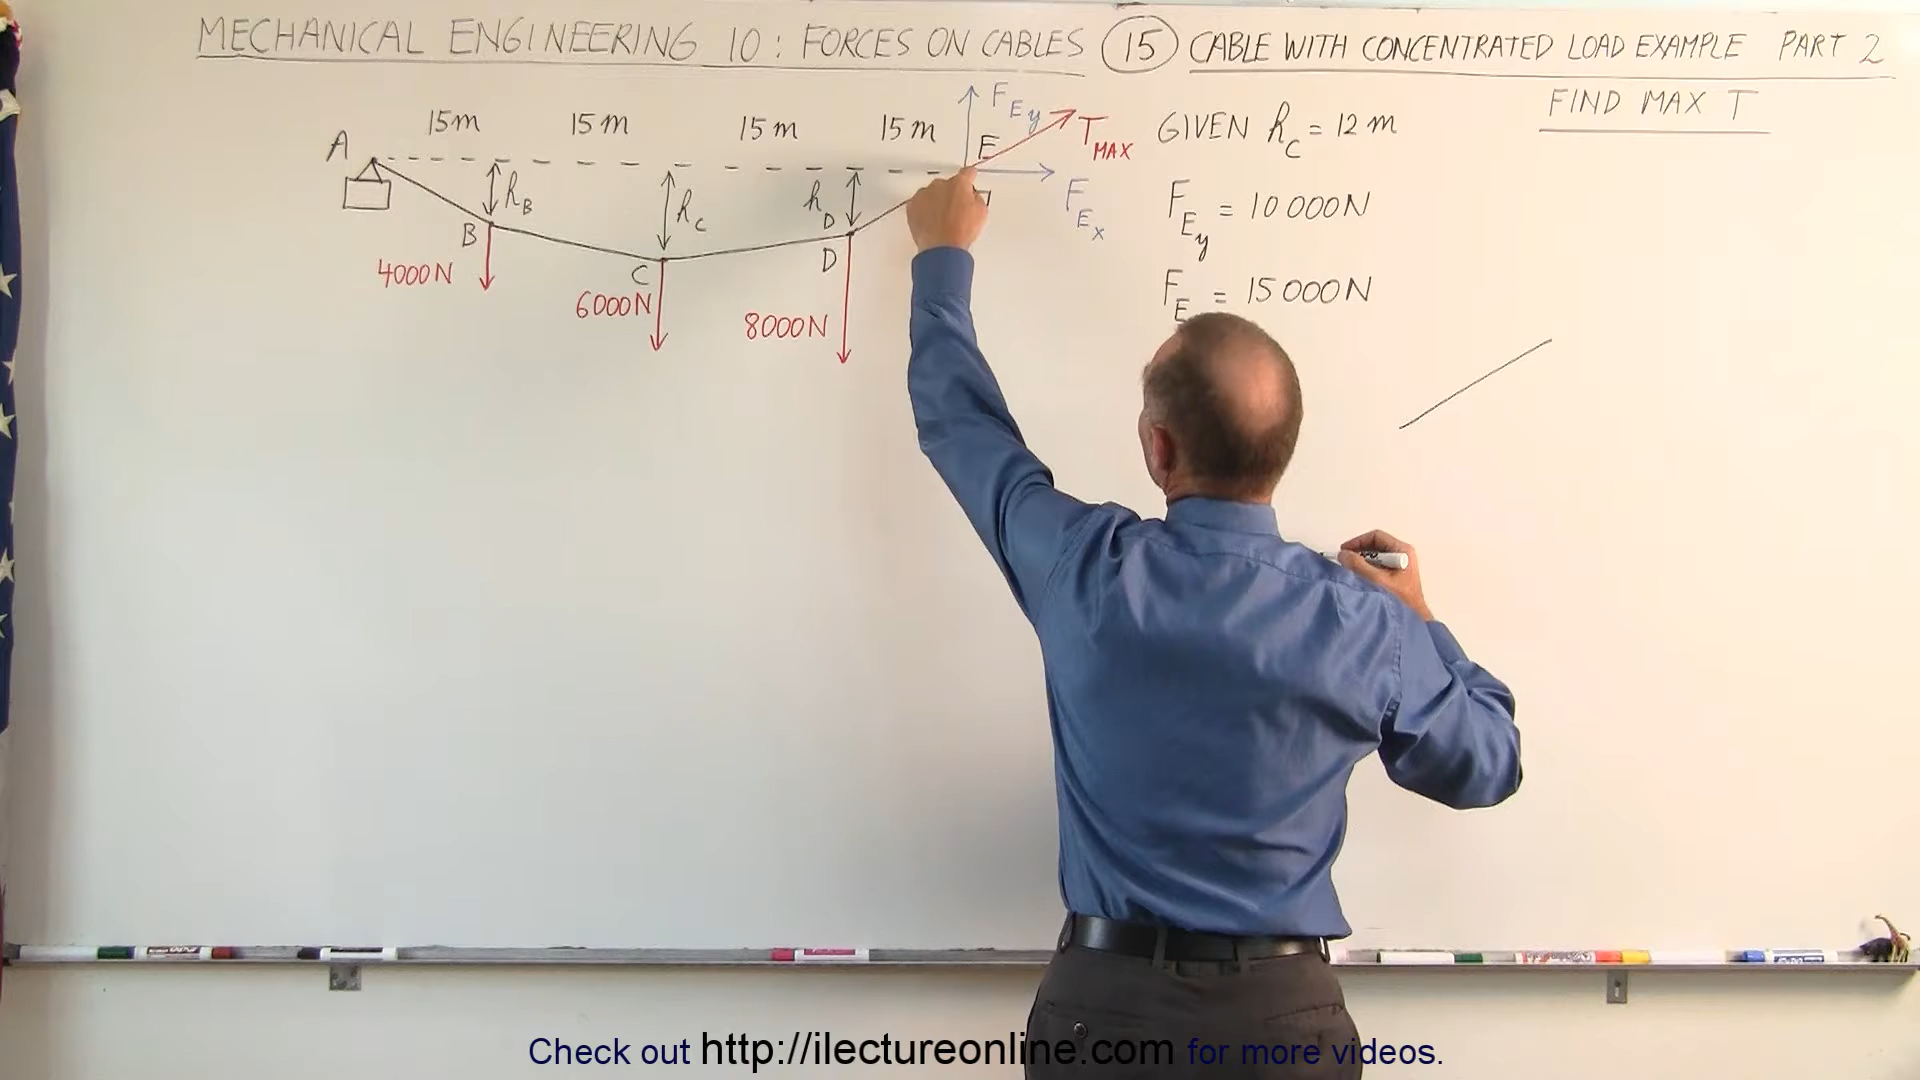 MECHANICAL ENGINEERING 10: FORCES ON CABLES (15) CABLE WITH CONCENTRATED LOAD EXAMPLE PART 2
FIND MAX T
15m 15m 15m 15m
A
E
F_Ey
T_MAX
F_Ex
h_B
h_C
h_D
B
C
D
4000N
6000N
8000N
GIVEN h_C = 12 m
F_Ey = 10 000N
F_E = 15 000N
Check out http://ilectureonline.com for more videos.